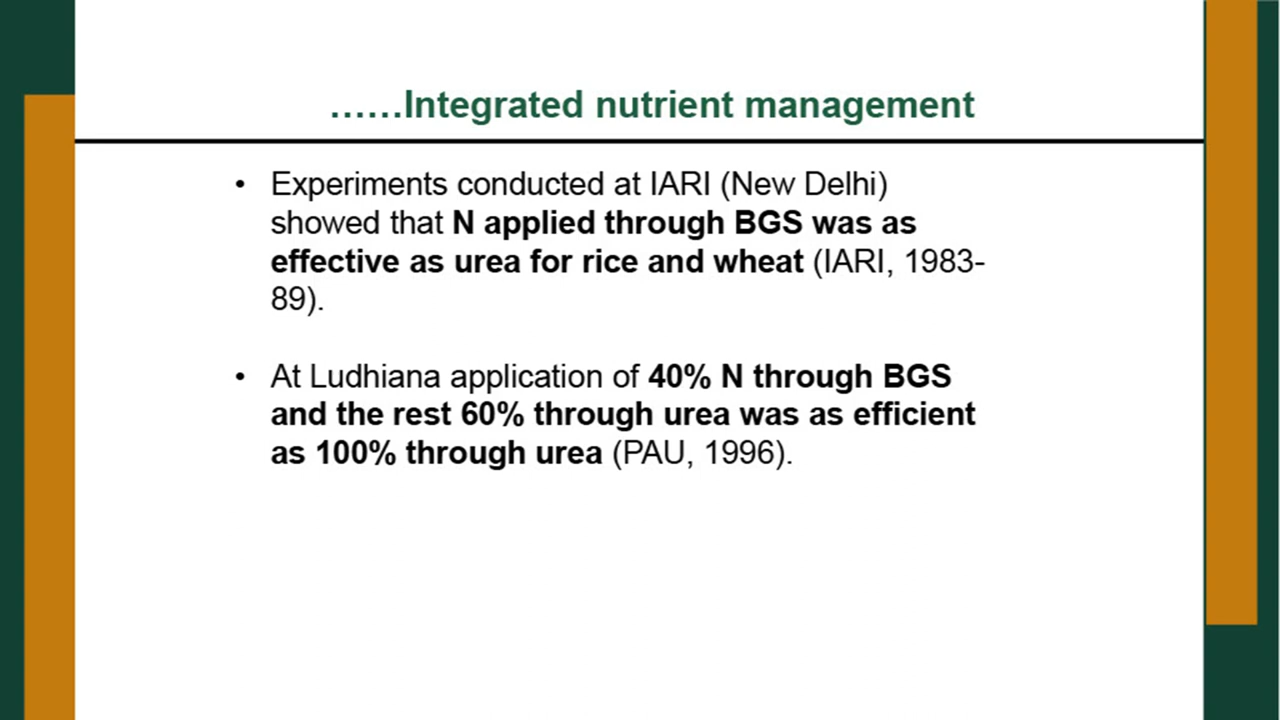 ......Integrated nutrient management
• Experiments conducted at IARI (New Delhi)
showed that N applied through BGS was as
effective as urea for rice and wheat (IARI, 1983-
89).
• At Ludhiana application of 40% N through BGS
and the rest 60% through urea was as efficient
as 100% through urea (PAU, 1996).